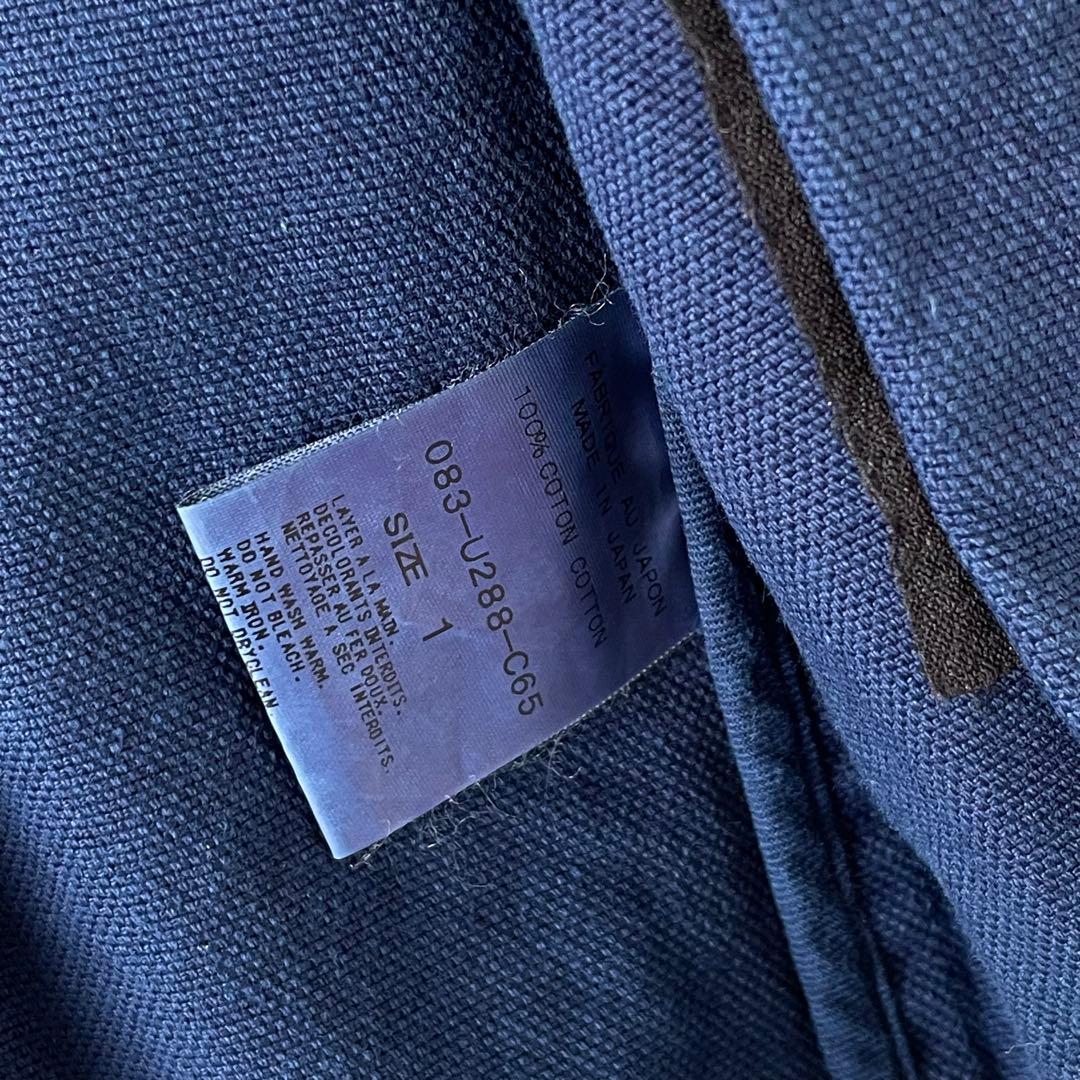 FABRIQUE AU JAPON
MADE IN JAPAN
100% COTON COTTON
083-U288-C65
SIZE 1
LAVER A LA MAIN.
DECOLORANTS INTERDITS.
REPASSER AU FER DOUX.
NETTOYAGE A SEC INTERDITS.
HAND WASH WARM.
DO NOT BLEACH.
WARM IRON.
DO NOT DRYCLEAN.